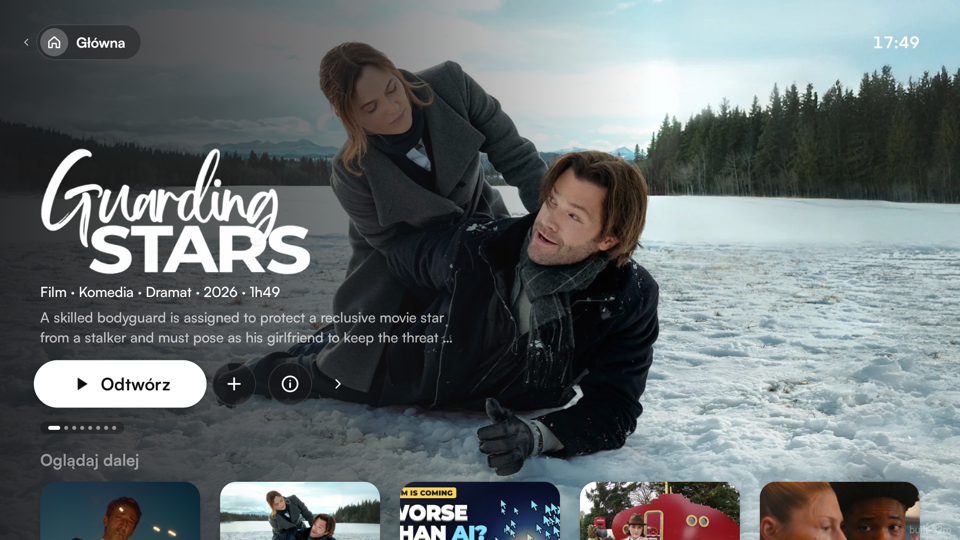 Główna
17:49
Guarding
STARS
Film · Komedia · Dramat · 2026 · 1h49
A skilled bodyguard is assigned to protect a reclusive movie star
from a stalker and must pose as his girlfriend to keep the threat ...
Odtwórz
Oglądaj dalej
M IS COMING
WORSE
HAN AI?